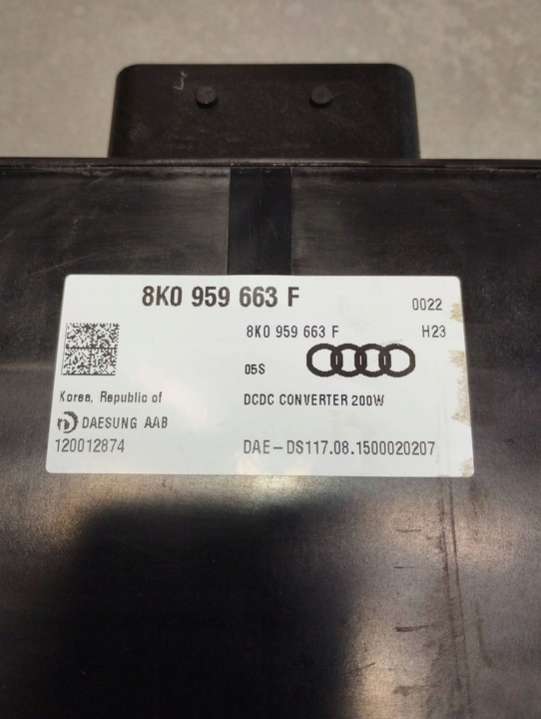 8K0 959 663 F
0022
8K0 959 663 F
H23
05S
Korea, Republic of
DCDC CONVERTER 200W
DAESUNG AAB
120012874
DAE-DS117.08.1500020207